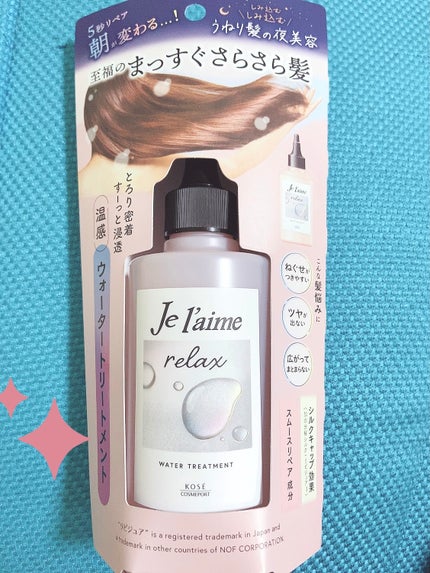 5秒リペア
朝が変わる…!
しみ込む
しみ込む
うねり髪の夜美容
至福のまっすぐさらさら髪
とろり密着
すーっと浸透
温感
ウォータートリートメント
Je l'aime
relax
WATER TREATMENT
KOSÉ
COSMEPORT
Je l'aime
relax
こんな髪悩みに
ねぐせが
つきやすい
ツヤが
出ない
広がって
まとまらない
シルクキャップ効果
スムースリペア成分
"リピジュア" is a registered trademark in Japan and
a trademark in other countries of NOF CORPORATION.